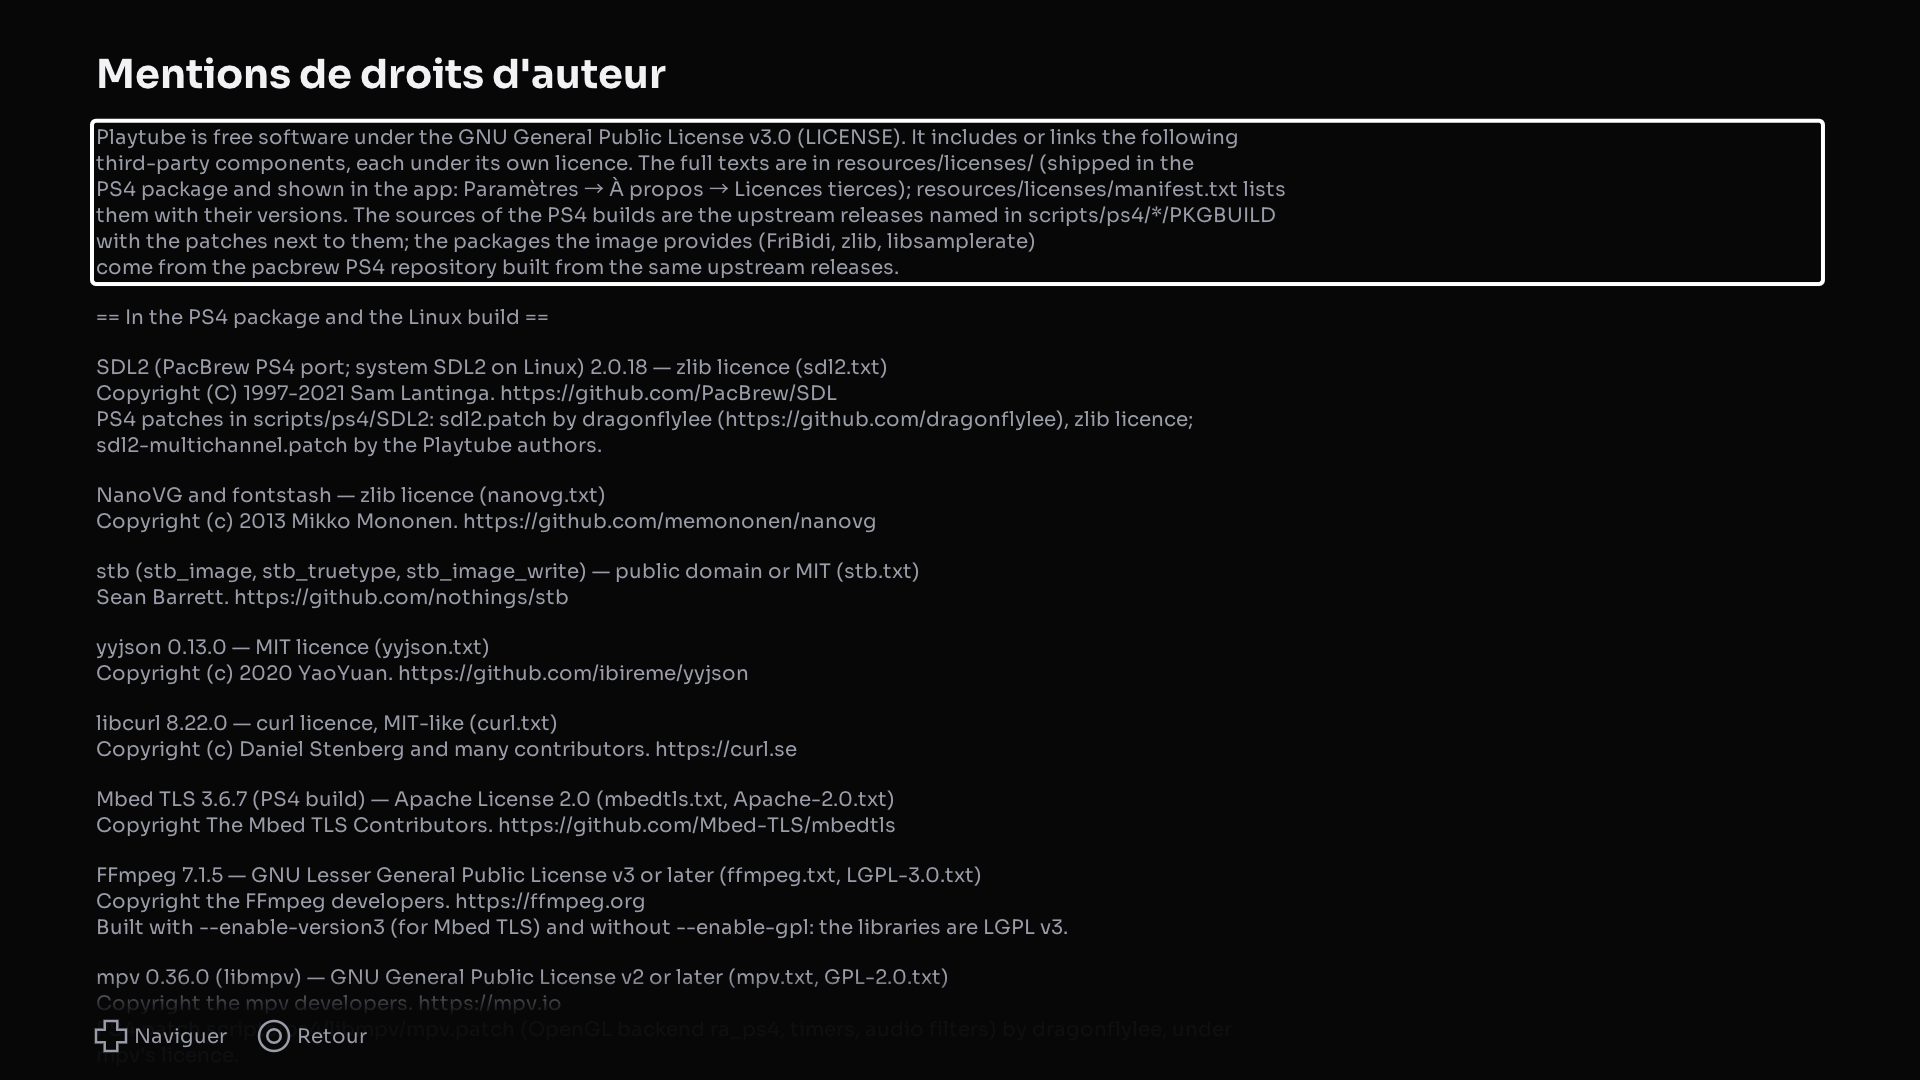 Mentions de droits d'auteur
Playtube is free software under the GNU General Public License v3.0 (LICENSE). It includes or links the following
third-party components, each under its own licence. The full texts are in resources/licenses/ (shipped in the
PS4 package and shown in the app: Paramètres → À propos → Licences tierces); resources/licenses/manifest.txt lists
them with their versions. The sources of the PS4 builds are the upstream releases named in scripts/ps4/*/PKGBUILD
with the patches next to them; the packages the image provides (FriBidi, zlib, libsamplerate)
come from the pacbrew PS4 repository built from the same upstream releases.
== In the PS4 package and the Linux build ==
SDL2 (PacBrew PS4 port; system SDL2 on Linux) 2.0.18 — zlib licence (sdl2.txt)
Copyright (C) 1997-2021 Sam Lantinga. https://github.com/PacBrew/SDL
PS4 patches in scripts/ps4/SDL2: sdl2.patch by dragonflylee (https://github.com/dragonflylee), zlib licence;
sdl2-multichannel.patch by the Playtube authors.
NanoVG and fontstash — zlib licence (nanovg.txt)
Copyright (c) 2013 Mikko Mononen. https://github.com/memononen/nanovg
stb (stb_image, stb_truetype, stb_image_write) — public domain or MIT (stb.txt)
Sean Barrett. https://github.com/nothings/stb
yyjson 0.13.0 — MIT licence (yyjson.txt)
Copyright (c) 2020 YaoYuan. https://github.com/ibireme/yyjson
libcurl 8.22.0 — curl licence, MIT-like (curl.txt)
Copyright (c) Daniel Stenberg and many contributors. https://curl.se
Mbed TLS 3.6.7 (PS4 build) — Apache License 2.0 (mbedtls.txt, Apache-2.0.txt)
Copyright The Mbed TLS Contributors. https://github.com/Mbed-TLS/mbedtls
FFmpeg 7.1.5 — GNU Lesser General Public License v3 or later (ffmpeg.txt, LGPL-3.0.txt)
Copyright the FFmpeg developers. https://ffmpeg.org
Built with --enable-version3 (for Mbed TLS) and without --enable-gpl: the libraries are LGPL v3.
mpv 0.36.0 (libmpv) — GNU General Public License v2 or later (mpv.txt, GPL-2.0.txt)
Copyright the mpv developers. https://mpv.io
(OpenGL backend ra_ps4, timers, audio filters) by dragonflylee, under
mpv's licence.
Naviguer Retour